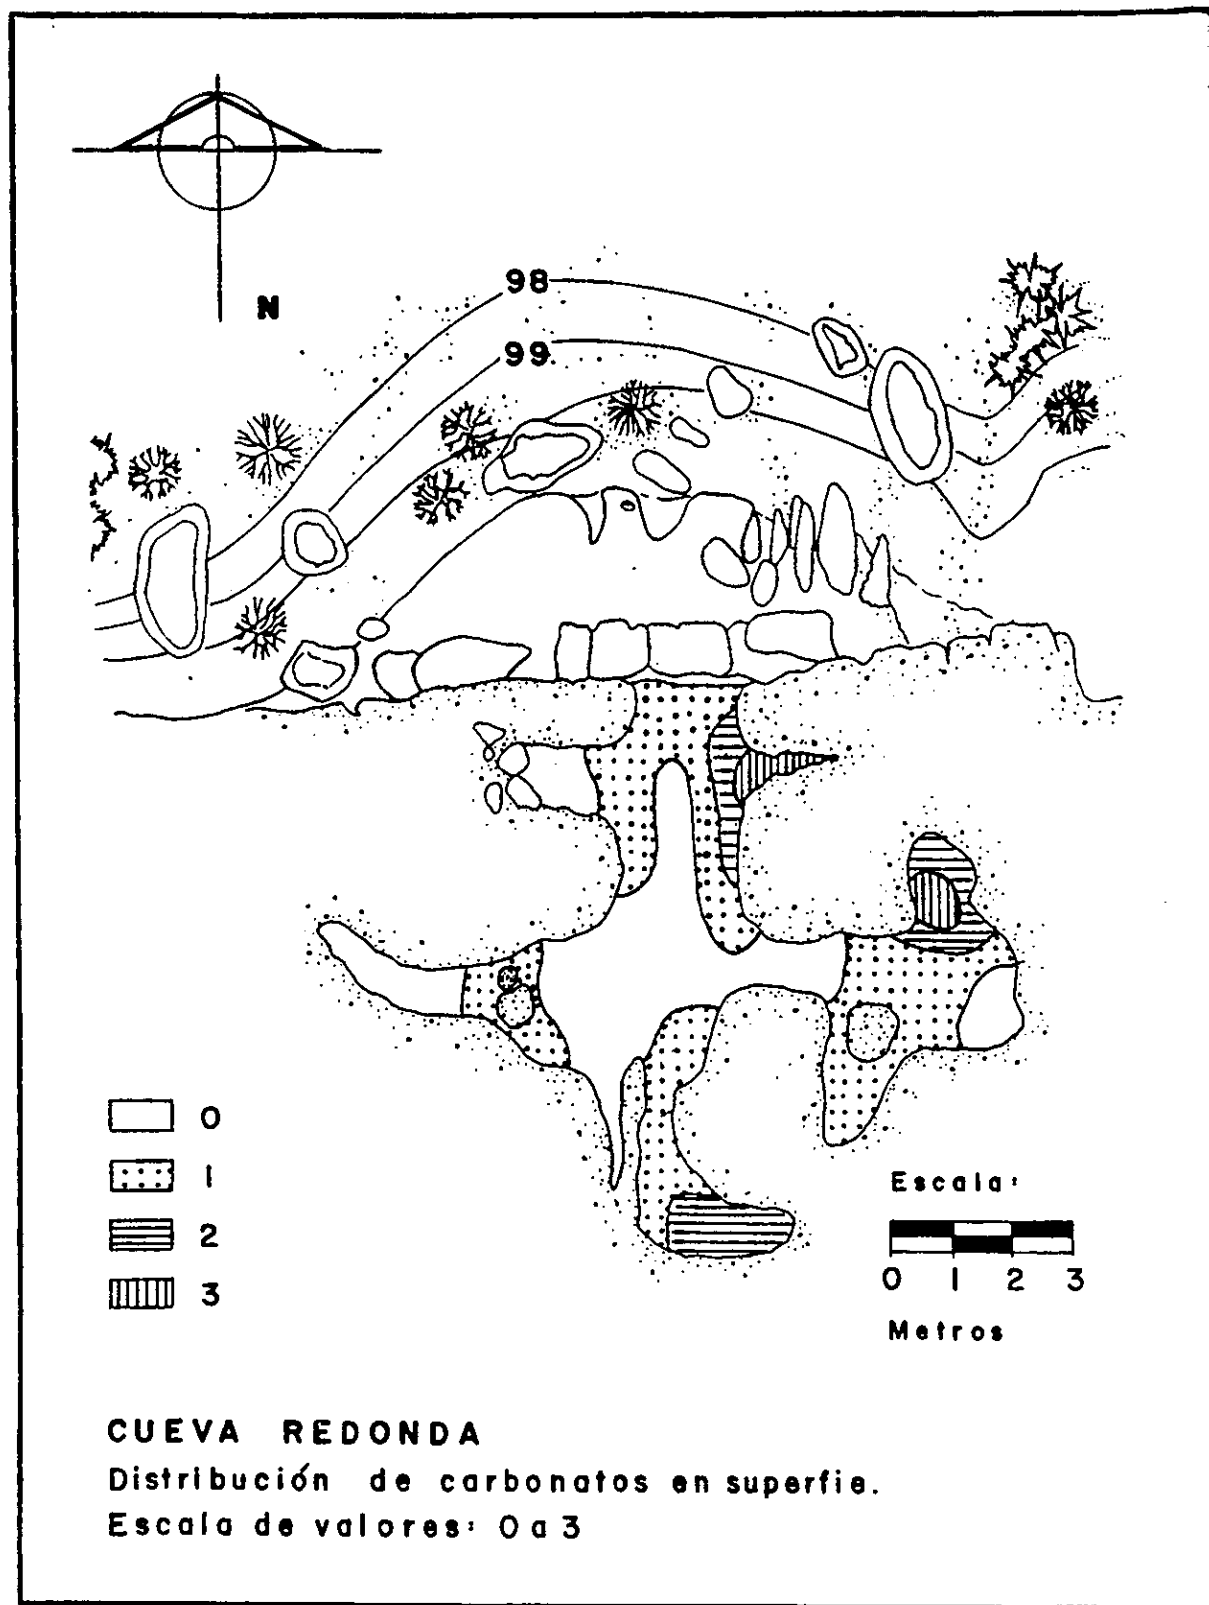 N
98
99
0
1
2
3
Escala:
0 1 2 3
Metros
CUEVA REDONDA
Distribución de carbonatos en superfie.
Escala de valores: 0 a 3